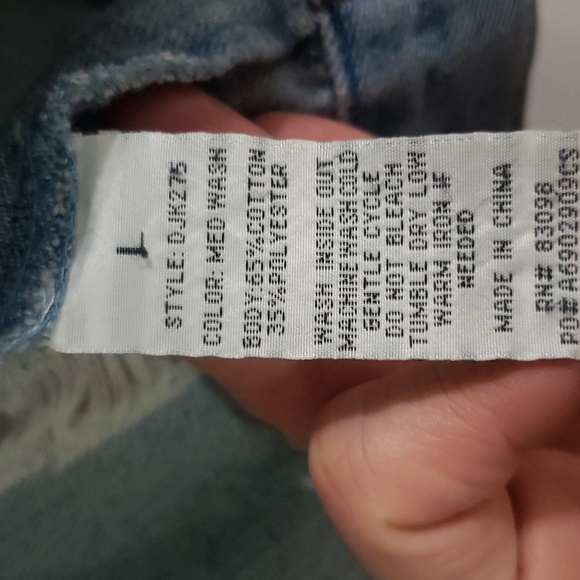 L
STYLE: DJK275
COLOR: MED WASH
BODY:65%COTTON
35%POLYESTER
WASH INSIDE OUT
MACHINE WASH COLD
GENTLE CYCLE
DO NOT BLEACH
TUMBLE DRY LOW
WARM IRON IF
NEEDED
MADE IN CHINA
RN# 83098
PO# A6902909CS